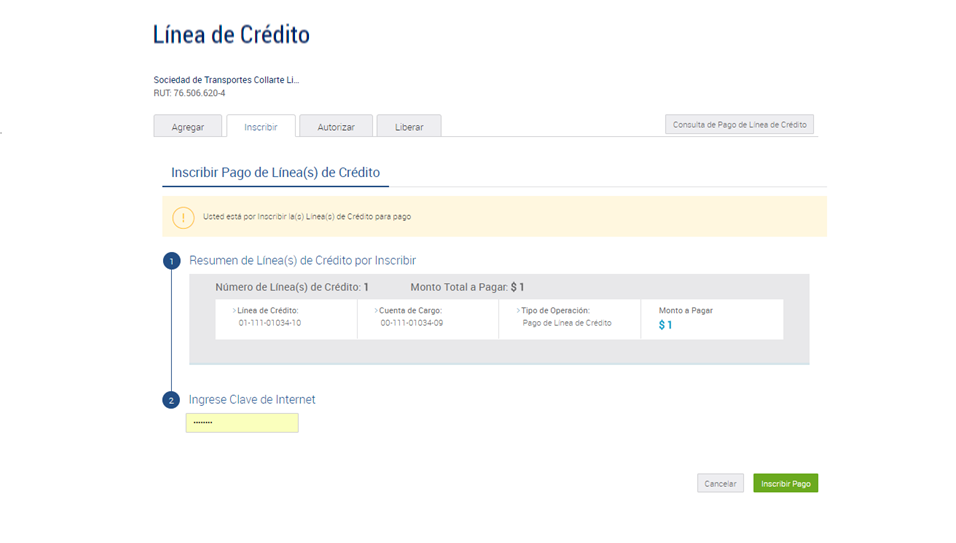 Línea de Crédito
Sociedad de Transportes Collarte Li...
RUT: 76.506.620-4
Agregar Inscribir Autorizar Liberar Consulta de Pago de Línea de Crédito
Inscribir Pago de Línea(s) de Crédito
! Usted está por Inscribir la(s) Línea(s) de Crédito para pago
1 Resumen de Línea(s) de Crédito por Inscribir
Número de Línea(s) de Crédito: 1 Monto Total a Pagar: $ 1
> Línea de Crédito: > Cuenta de Cargo: > Tipo de Operación: Monto a Pagar
01-111-01034-10 00-111-01034-09 Pago de Línea de Crédito $ 1
2 Ingrese Clave de Internet
••••••••
Cancelar Inscribir Pago